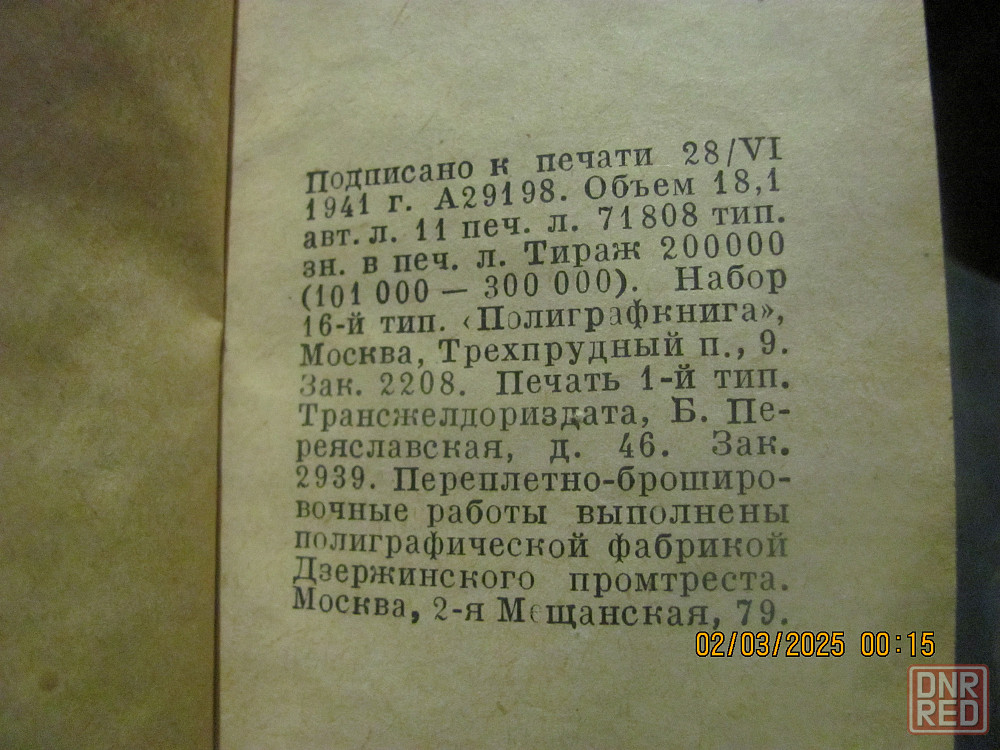 Подписано к печати 28/VI
1941 г. А29198. Объем 18,1
авт. л. 11 печ. л. 71808 тип.
зн. в печ. л. Тираж 200000
(101 000 — 300 000). Набор
16-й тип. «Полиграфкнига»,
Москва, Трехпрудный п., 9.
Зак. 2208. Печать 1-й тип.
Трансжелдориздата, Б. Пе-
реяславская, д. 46. Зак.
2939. Переплетно-броширо-
вочные работы выполнены
полиграфической фабрикой
Дзержинского промтреста.
Москва, 2-я Мещанская, 79.
02/03/2025 00:15
DNR
RED